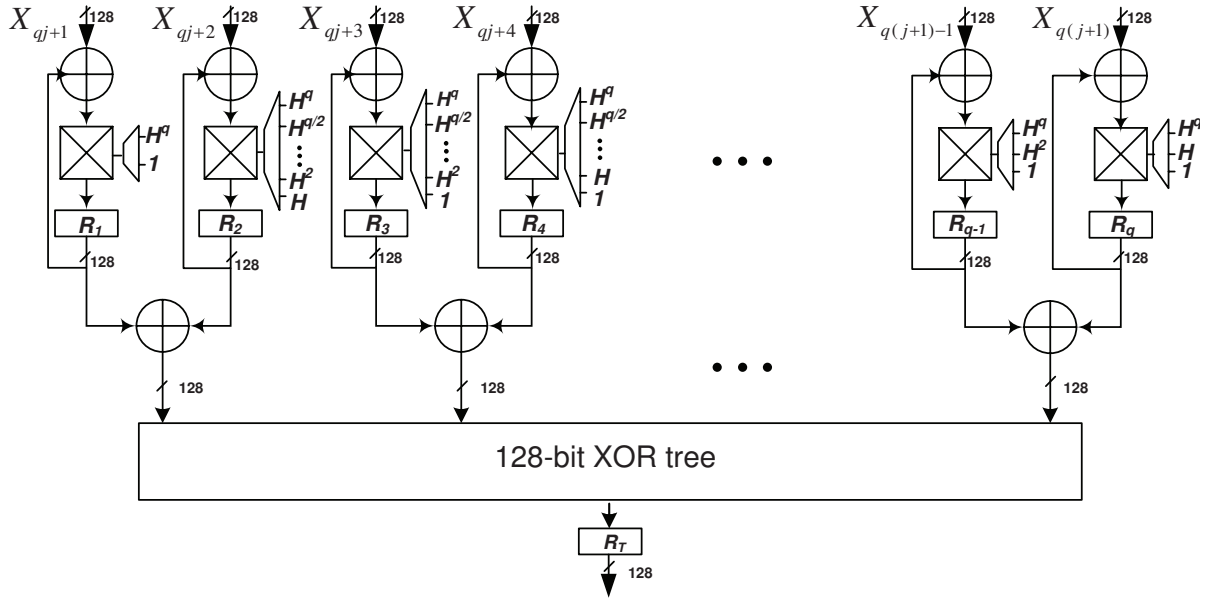 X_{qj+1} 128 X_{qj+2} 128 X_{qj+3} 128 X_{qj+4} 128 X_{q(j+1)-1} 128 X_{q(j+1)} 128
H^q
1
H^q
H^{q/2}
H^2
H
H^q
H^{q/2}
H^2
1
H^q
H^{q/2}
H
1
H^q
H^2
1
H^q
H
1
R_1 R_2 R_3 R_4 R_{q-1} R_q
128 128 128 128 128 128
128 128 128
128-bit XOR tree
R_T
128